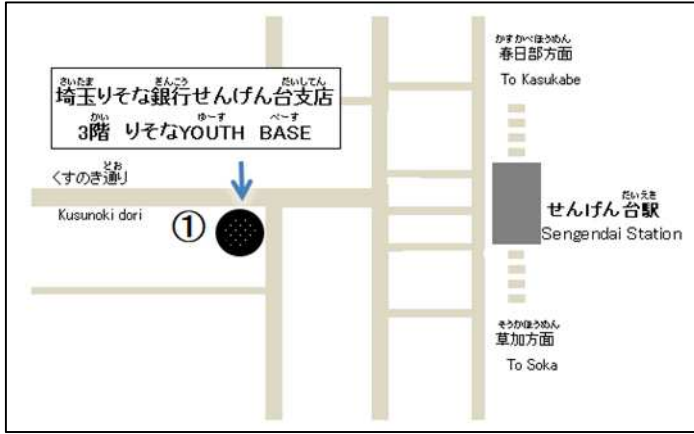 さいたま ぎんこう だいしてん
埼玉りそな銀行せんげん台支店
かい ゆーす べーす
3階 りそなYOUTH BASE
どお
くすのき通り
Kusunoki dori
①
かすかべほうめん
春日部方面
To Kasukabe
だいえき
せんげん台駅
Sengendai Station
そうかほうめん
草加方面
To Soka